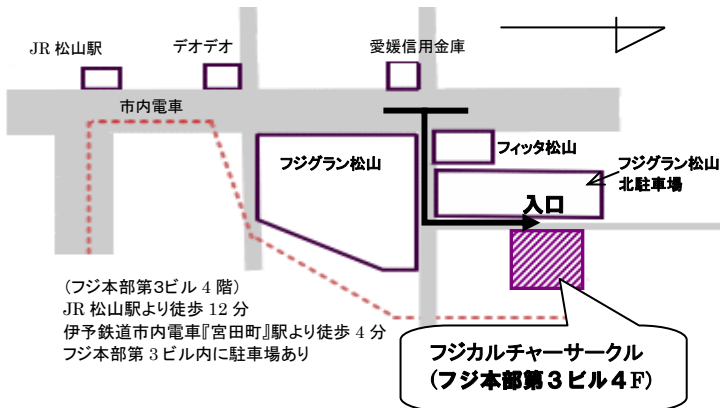 JR 松山駅
デオデオ
愛媛信用金庫
市内電車
フジグラン松山
フィッタ松山
フジグラン松山
北駐車場
入口
(フジ本部第3ビル 4 階)
JR 松山駅より徒歩 12 分
伊予鉄道市内電車『宮田町』駅より徒歩 4 分
フジ本部第 3 ビル内に駐車場あり
フジカルチャーサークル
(フジ本部第3ビル4F)